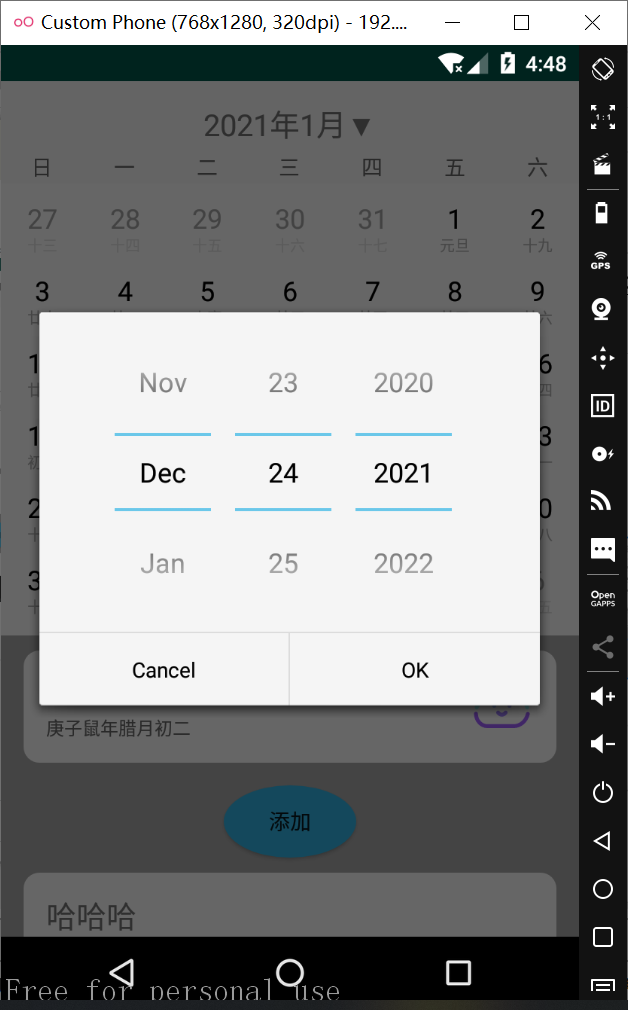 Custom Phone (768x1280, 320dpi) - 192....
4:48
2021年1月▼
日 一 二 三 四 五 六
27 28 29 30 31 1 2
十三 十四 十五 十六 十七 元旦 十九
3 4 5 6 7 8 9
Nov 23 2020
Dec 24 2021
Jan 25 2022
Cancel OK
庚子鼠年腊月初二
添加
哈哈哈
Free for personal use
1:1
GPS
ID
Open
GAPPS